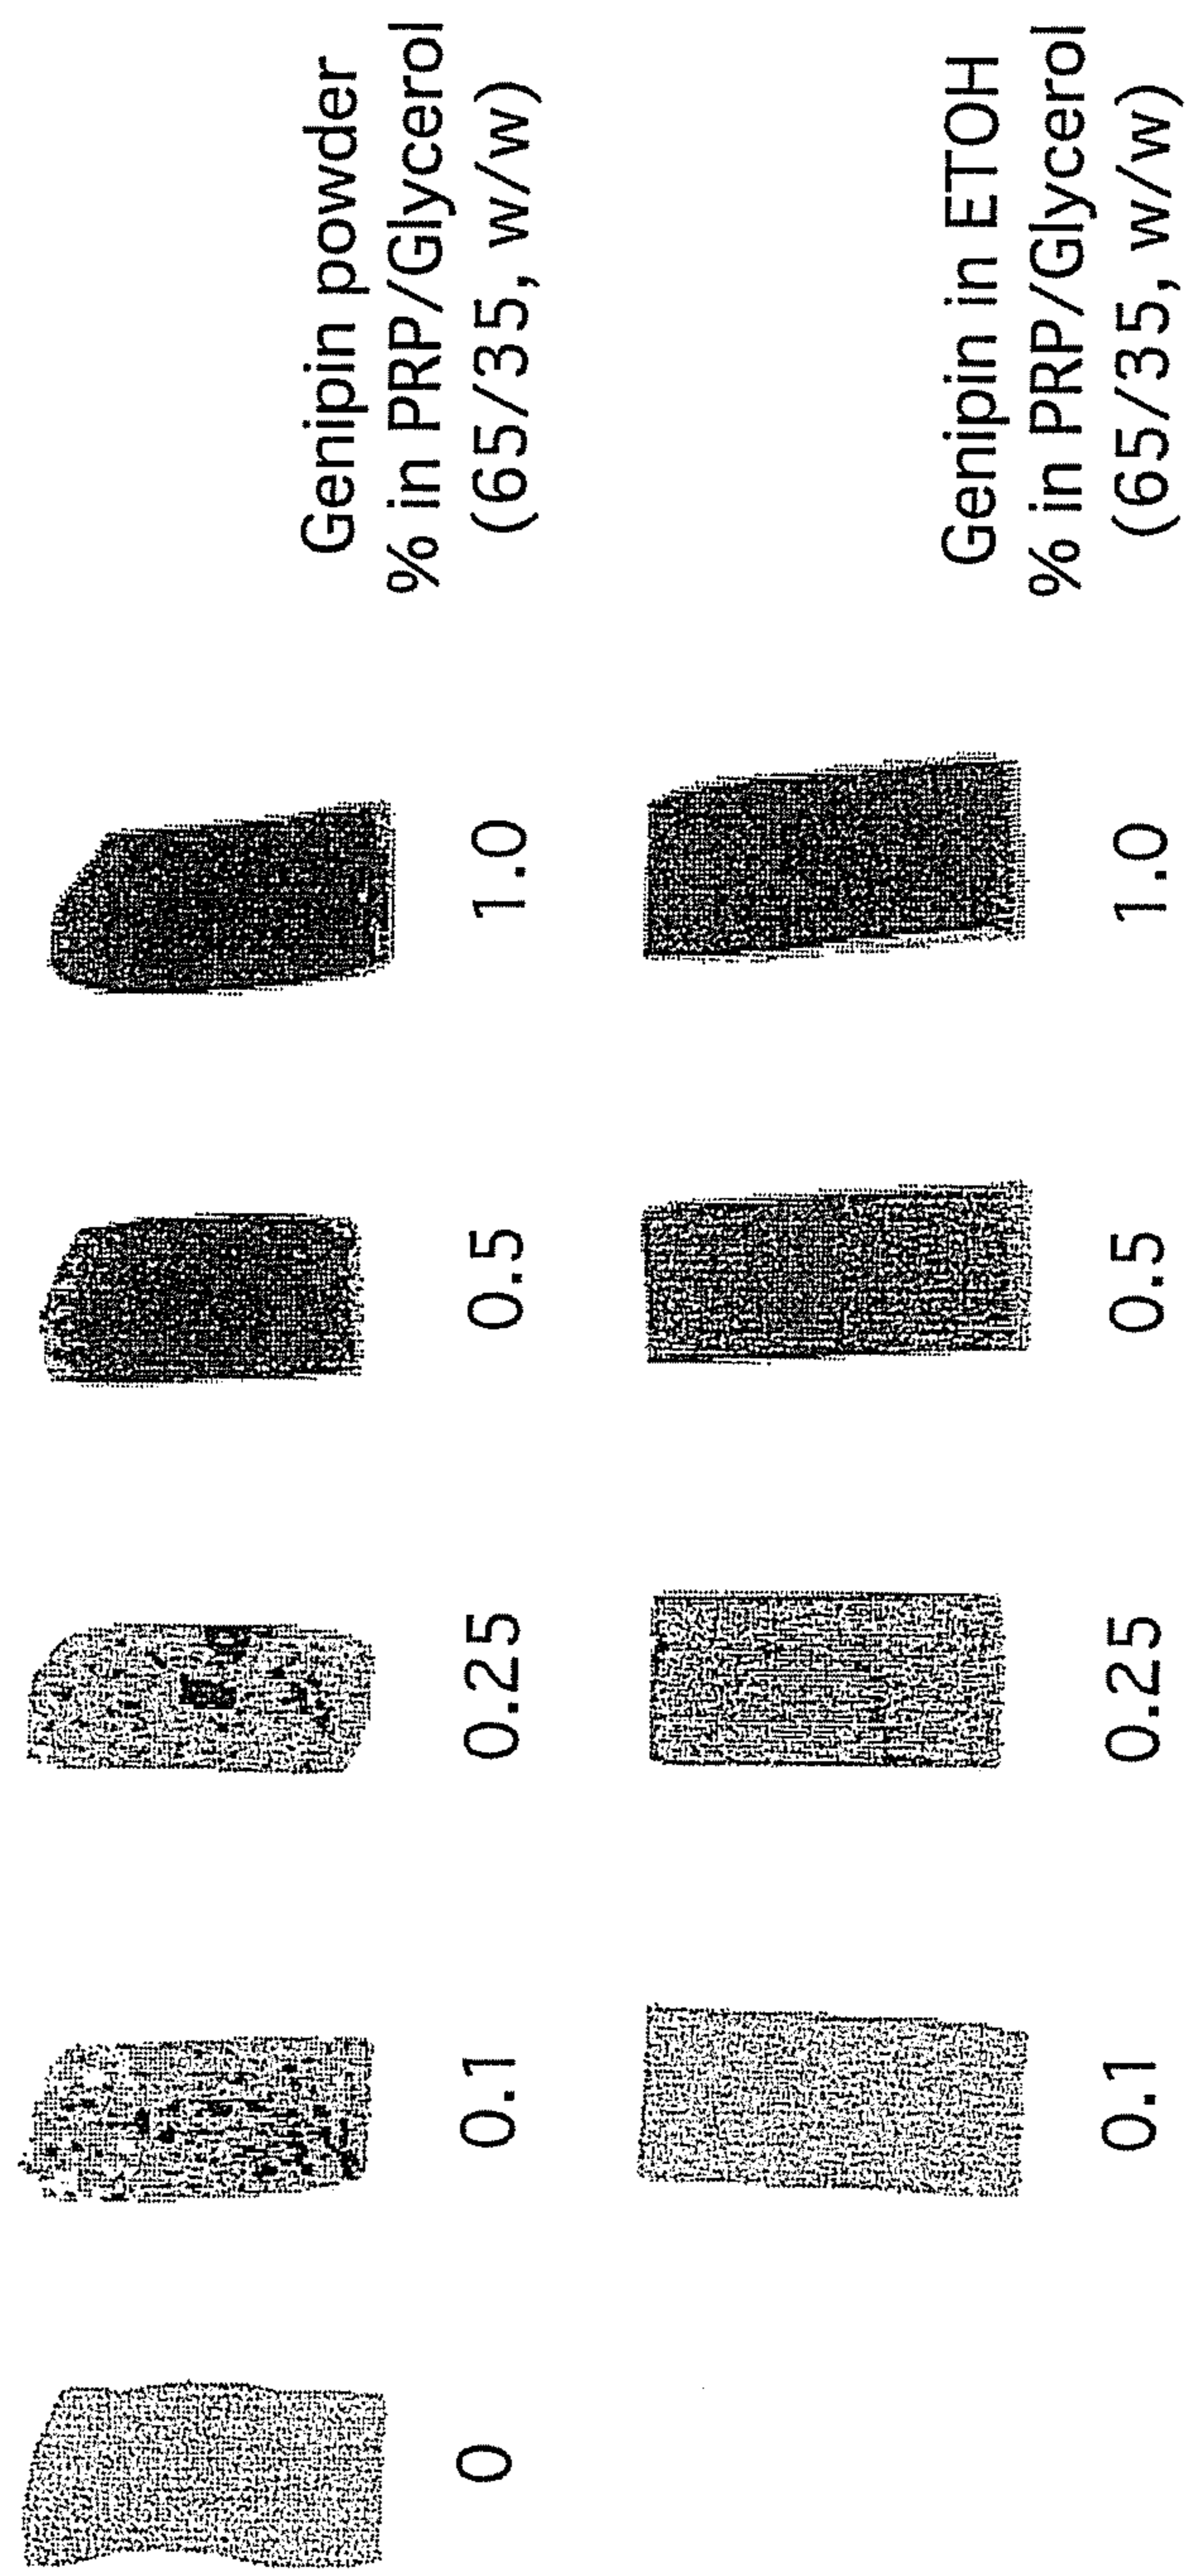 0 0.1 0.25 0.5 1.0
Genipin powder
% in PRP/Glycerol
(65/35, w/w)
0.1 0.25 0.5 1.0
Genipin in ETOH
% in PRP/Glycerol
(65/35, w/w)